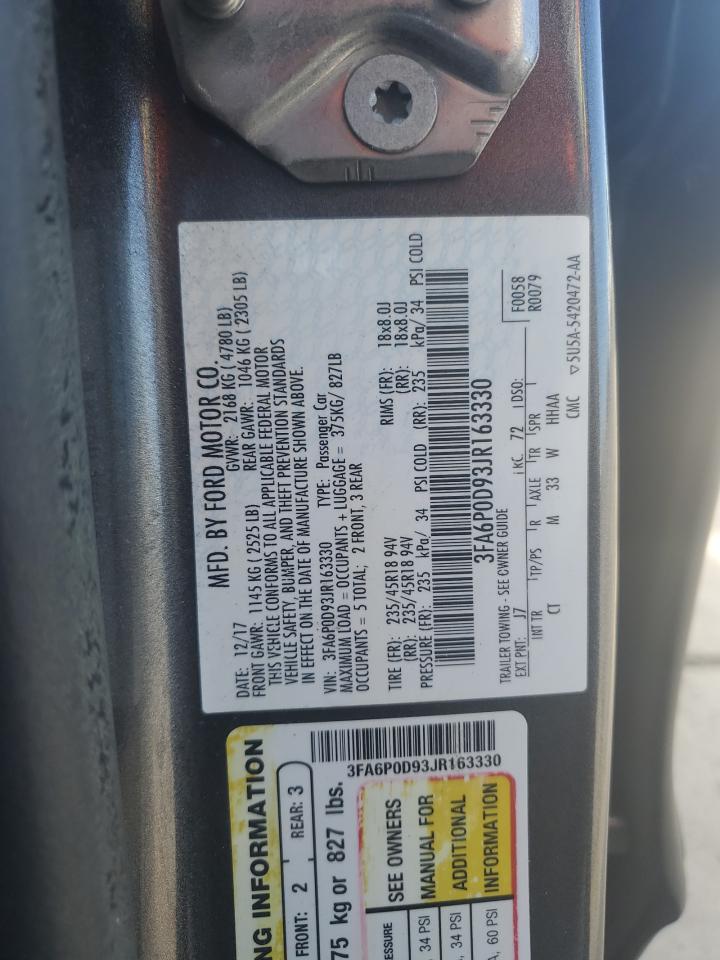 MFD. BY FORD MOTOR CO.
DATE: 12/17 GVWR: 2168 KG ( 4780 LB)
FRONT GAWR: 1145 KG ( 2525 LB) REAR GAWR: 1046 KG ( 2305 LB)
THIS VEHICLE CONFORMS TO ALL APPLICABLE FEDERAL MOTOR
VEHICLE SAFETY, BUMPER, AND THEFT PREVENTION STANDARDS
IN EFFECT ON THE DATE OF MANUFACTURE SHOWN ABOVE.
VIN: 3FA6P0D93JR163330 TYPE: Passenger Car
MAXIMUM LOAD = OCCUPANTS + LUGGAGE = 375KG/ 827LB
OCCUPANTS = 5 TOTAL; 2 FRONT, 3 REAR
TIRE (FR): 235/45R18 94V RIMS (FR): 18x8.0J
(RR): 235/45R18 94V (RR): 18x8.0J
PRESSURE (FR): 235 kPa/ 34 PSI COLD (RR): 235 kPa/ 34 PSI COLD
3FA6P0D93JR163330
TRAILER TOWING - SEE OWNER GUIDE
F0058
R0079
EXT PNT: J7 KC: 72 DSO:
INT TR TP/PS R AXLE TR SPR
CT M 33 W HHAA
CMC 5U5A-5420472-AA
NG INFORMATION
FRONT: 2 REAR: 3
75 kg or 827 lbs.
3FA6P0D93JR163330
RESSURE SEE OWNERS
34 PSI MANUAL FOR
34 PSI ADDITIONAL
60 PSI INFORMATION